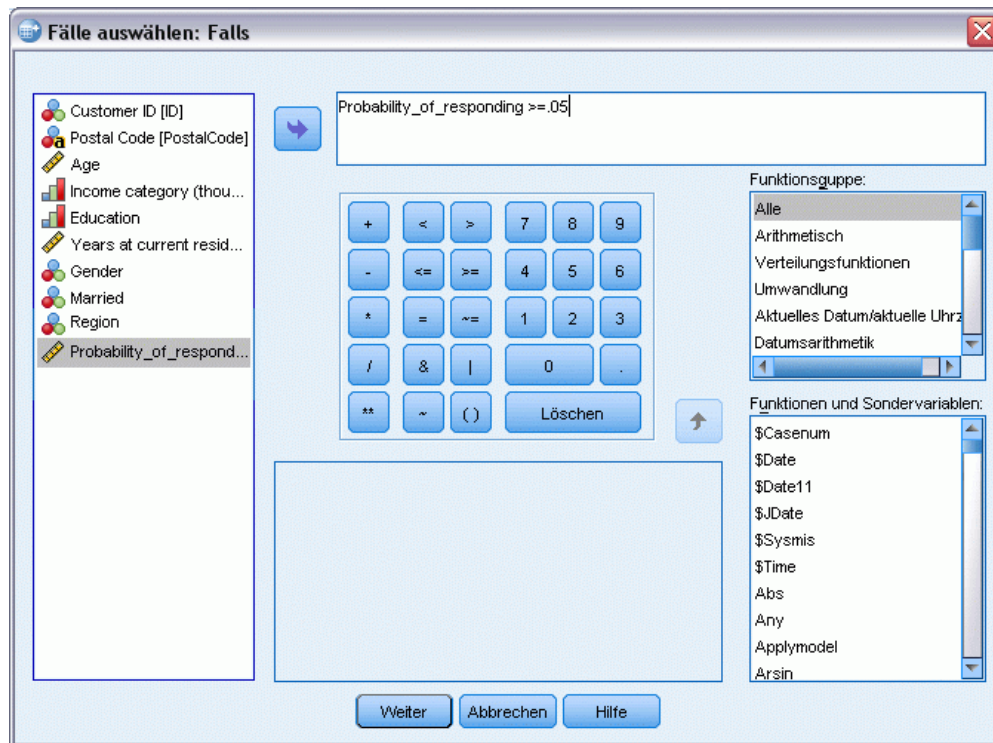 Fälle auswählen: Falls
Customer ID [ID]
Postal Code [PostalCode]
Age
Income category (thou...
Education
Years at current resid...
Gender
Married
Region
Probability_of_respond...
Probability_of_responding >=.05
+ < > 7 8 9
- <= >= 4 5 6
* = ~= 1 2 3
/ & | 0 .
** ~ ( ) Löschen
Funktionsgruppe:
Alle
Arithmetisch
Verteilungsfunktionen
Umwandlung
Aktuelles Datum/aktuelle Uhrz
Datumsarithmetik
Funktionen und Sondervariablen:
$Casenum
$Date
$Date11
$JDate
$Sysmis
$Time
Abs
Any
Applymodel
Arsin
Weiter Abbrechen Hilfe